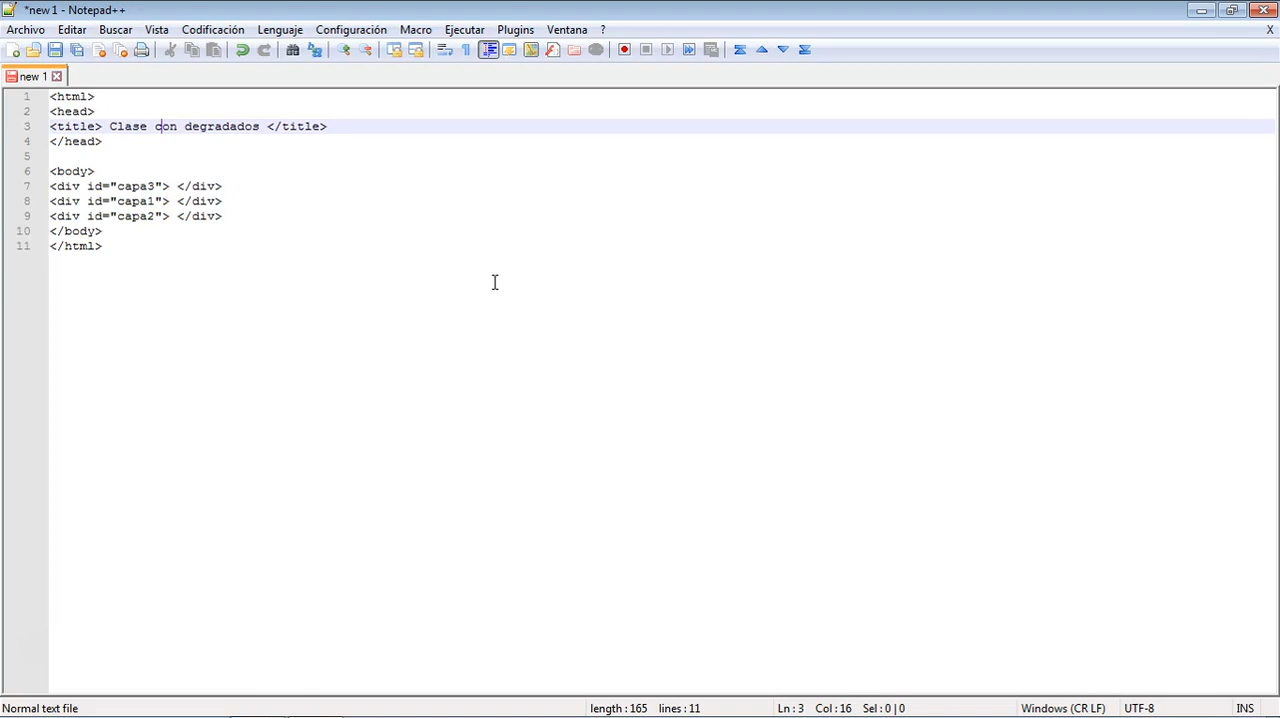 *new 1 - Notepad++
Archivo Editar Buscar Vista Codificación Lenguaje Configuración Macro Ejecutar Plugins Ventana ? X
new 1
1 <html>
2 <head>
3 <title> Clase con degradados </title>
4 </head>
5
6 <body>
7 <div id="capa3"> </div>
8 <div id="capa1"> </div>
9 <div id="capa2"> </div>
10 </body>
11 </html>
Normal text file length : 165 lines : 11 Ln : 3 Col : 16 Sel : 0 | 0 Windows (CR LF) UTF-8 INS